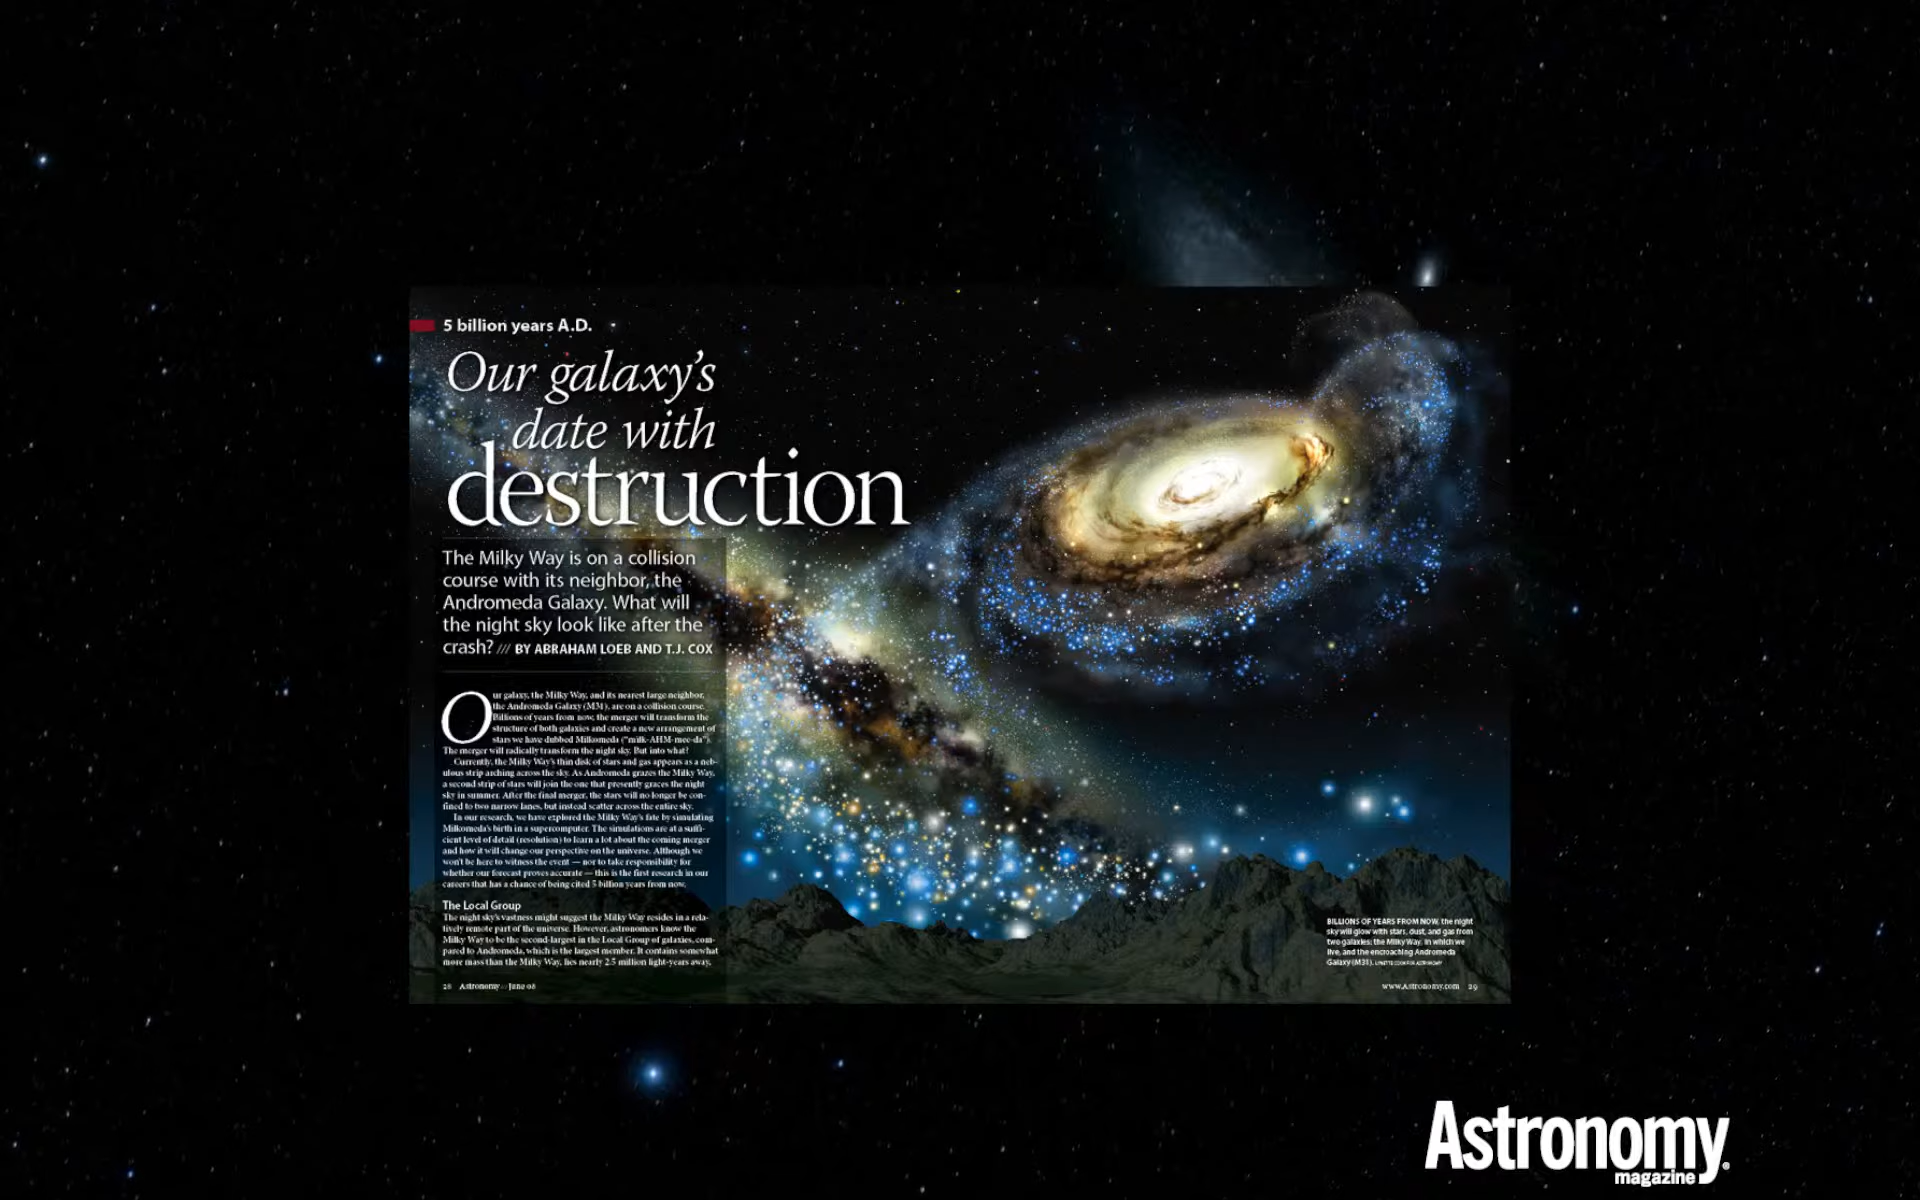 5 billion years A.D.
Our galaxy's
date with
destruction
The Milky Way is on a collision
course with its neighbor, the
Andromeda Galaxy. What will
the night sky look like after the
crash? /// BY ABRAHAM LOEB AND T.J. COX
Our galaxy, the Milky Way, and its nearest large neighbor,
the Andromeda Galaxy (M31), are on a collision course.
Billions of years from now, the merger will transform the
structure of both galaxies and create a new arrangement of
stars we have dubbed Milkomeda ("milk-AHM-mee-da").
The merger will radically transform the night sky. But into what?
Currently, the Milky Way's thin disk of stars and gas appears as a neb-
ulous strip arching across the sky. As Andromeda grazes the Milky Way,
a second strip of stars will join the one that presently graces the night
sky in summer. After the final merger, the stars will no longer be con-
fined to two narrow lanes, but instead scatter across the entire sky.
In our research, we have explored the Milky Way's fate by simulating
Milkomeda's birth in a supercomputer. The simulations are at a suffi-
cient level of detail (resolution) to learn a lot about the coming merger
and how it will change our perspective on the universe. Although we
won't be here to witness the event — nor to take responsibility for
whether our forecast proves accurate — this is the first research in our
careers that has a chance of being cited 5 billion years from now.
The Local Group
The night sky's vastness might suggest the Milky Way resides in a rela-
tively remote part of the universe. However, astronomers know the
Milky Way to be the second-largest in the Local Group of galaxies, com-
pared to Andromeda, which is the largest member. It contains somewhat
more mass than the Milky Way, lies nearly 2.5 million light-years away,
28 Astronomy June 08
BILLIONS OF YEARS FROM NOW, the night
sky will glow with stars, dust, and gas from
two galaxies: the Milky Way, in which we
live, and the encroaching Andromeda
Galaxy (M31). LYNETTE COOK FOR ASTRONOMY
www.Astronomy.com 29
Astronomy®
magazine